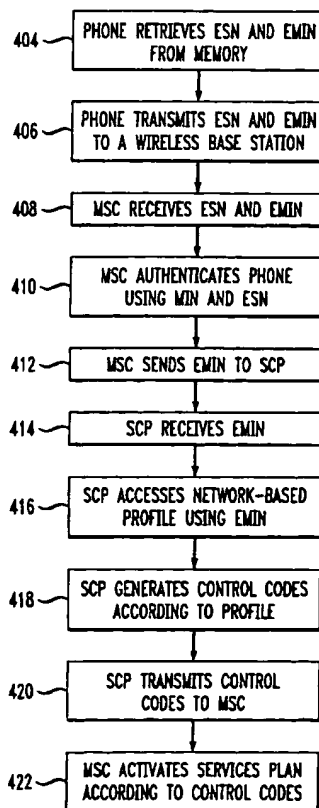 404
PHONE RETRIEVES ESN AND EMIN
FROM MEMORY
406
PHONE TRANSMITS ESN AND EMIN
TO A WIRELESS BASE STATION
408
MSC RECEIVES ESN AND EMIN
410
MSC AUTHENTICATES PHONE
USING MIN AND ESN
412
MSC SENDS EMIN TO SCP
414
SCP RECEIVES EMIN
416
SCP ACCESSES NETWORK-BASED
PROFILE USING EMIN
418
SCP GENERATES CONTROL CODES
ACCORDING TO PROFILE
420
SCP TRANSMITS CONTROL
CODES TO MSC
422
MSC ACTIVATES SERVICES PLAN
ACCORDING TO CONTROL CODES